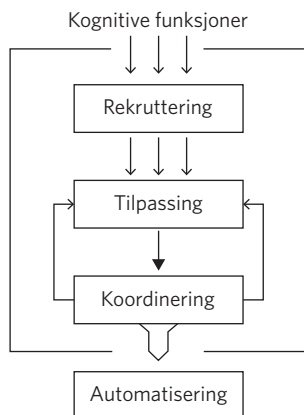 Kognitive funksjoner
Rekruttering
Tilpassing
Koordinering
Automatisering